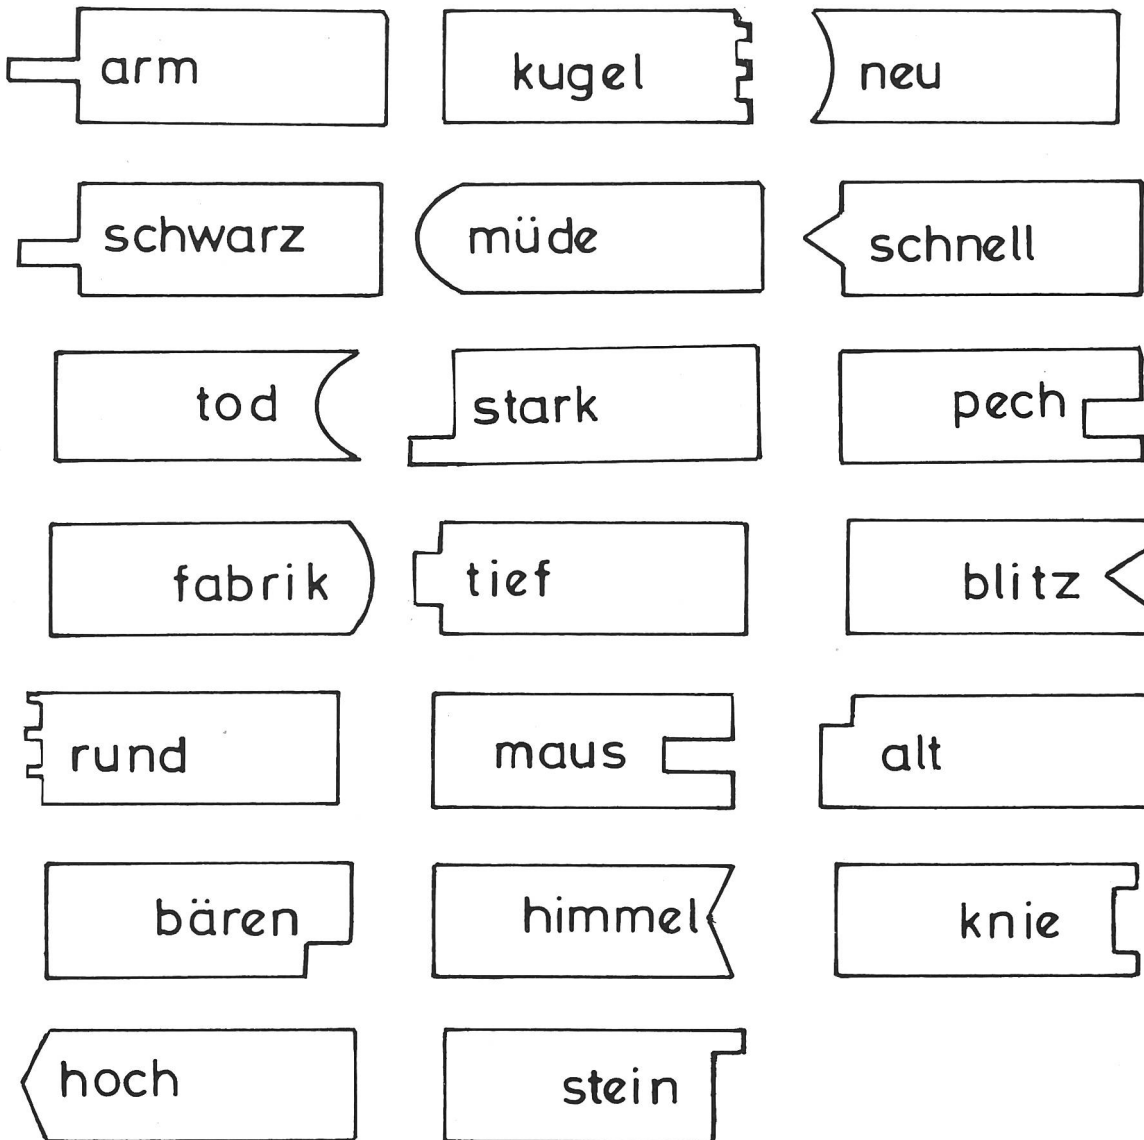 arm kugel neu
schwarz müde schnell
tod stark pech
fabrik tief blitz
rund maus alt
bären himmel knie
hoch stein